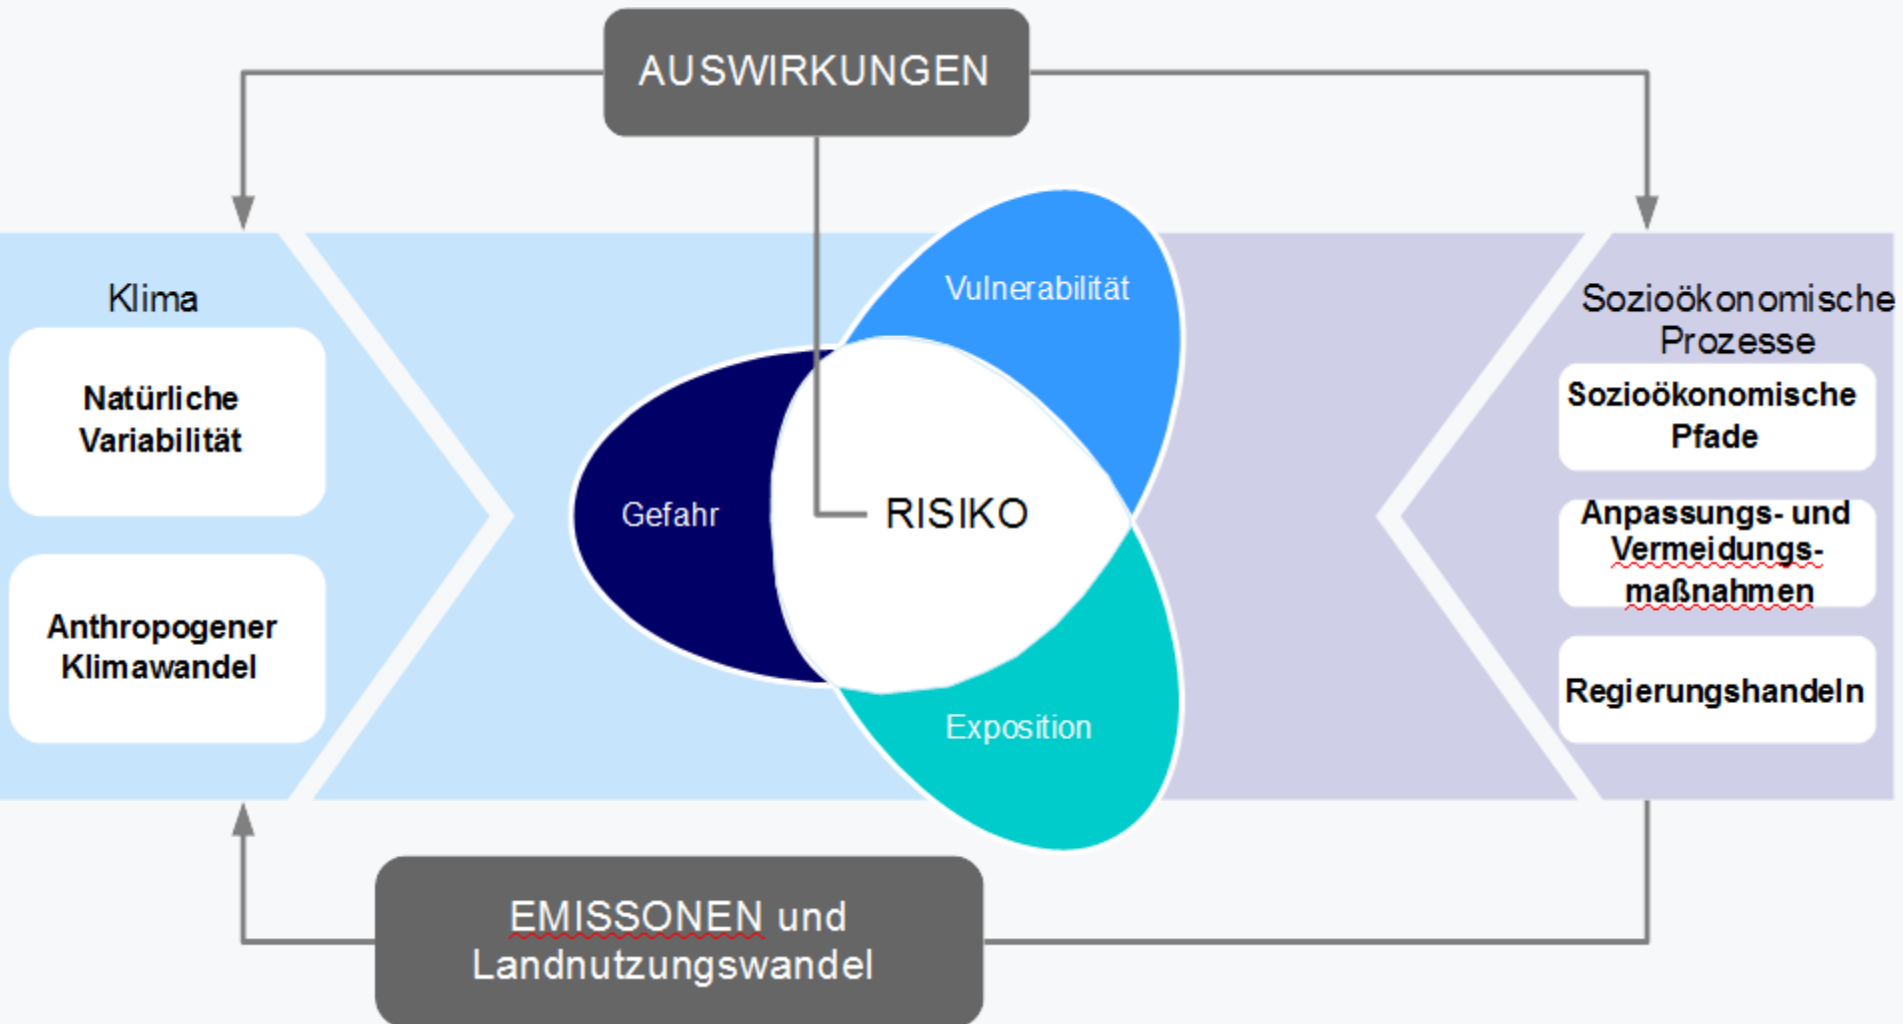 AUSWIRKUNGEN
Klima
Natürliche
Variabilität
Anthropogener
Klimawandel
Vulnerabilität
Gefahr
RISIKO
Exposition
Sozioökonomische
Prozesse
Sozioökonomische
Pfade
Anpassungs- und
Vermeidungs-
maßnahmen
Regierungshandeln
EMISSONEN und
Landnutzungswandel